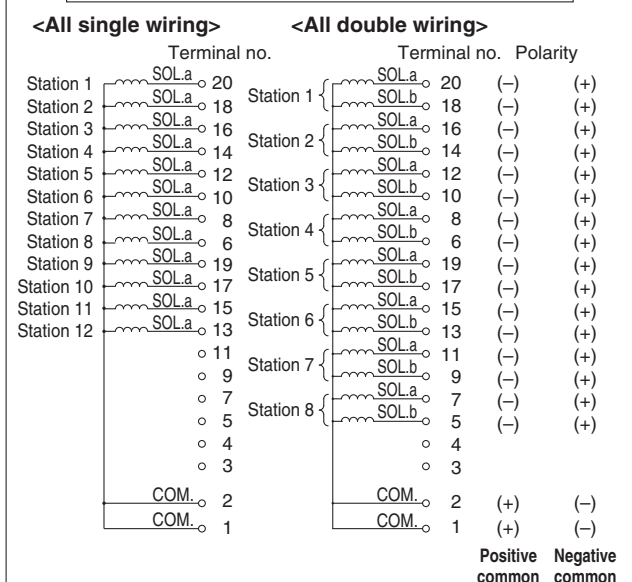 <All single wiring> <All double wiring>
Terminal no. Terminal no. Polarity
Station 1 SOL.a 20 Station 1 SOL.a 20 (–) (+)
Station 2 SOL.a 18 SOL.b 18 (–) (+)
Station 3 SOL.a 16 Station 2 SOL.a 16 (–) (+)
Station 4 SOL.a 14 SOL.b 14 (–) (+)
Station 5 SOL.a 12 Station 3 SOL.a 12 (–) (+)
Station 6 SOL.a 10 SOL.b 10 (–) (+)
Station 7 SOL.a 8 Station 4 SOL.a 8 (–) (+)
Station 8 SOL.a 6 SOL.b 6 (–) (+)
Station 9 SOL.a 19 Station 5 SOL.a 19 (–) (+)
Station 10 SOL.a 17 SOL.b 17 (–) (+)
Station 11 SOL.a 15 Station 6 SOL.a 15 (–) (+)
Station 12 SOL.a 13 SOL.b 13 (–) (+)
11 Station 7 SOL.a 11 (–) (+)
9 SOL.b 9 (–) (+)
7 Station 8 SOL.a 7 (–) (+)
5 SOL.b 5 (–) (+)
4 4
3 3
COM. 2 COM. 2 (+) (–)
COM. 1 COM. 1 (+) (–)
Positive Negative
common common